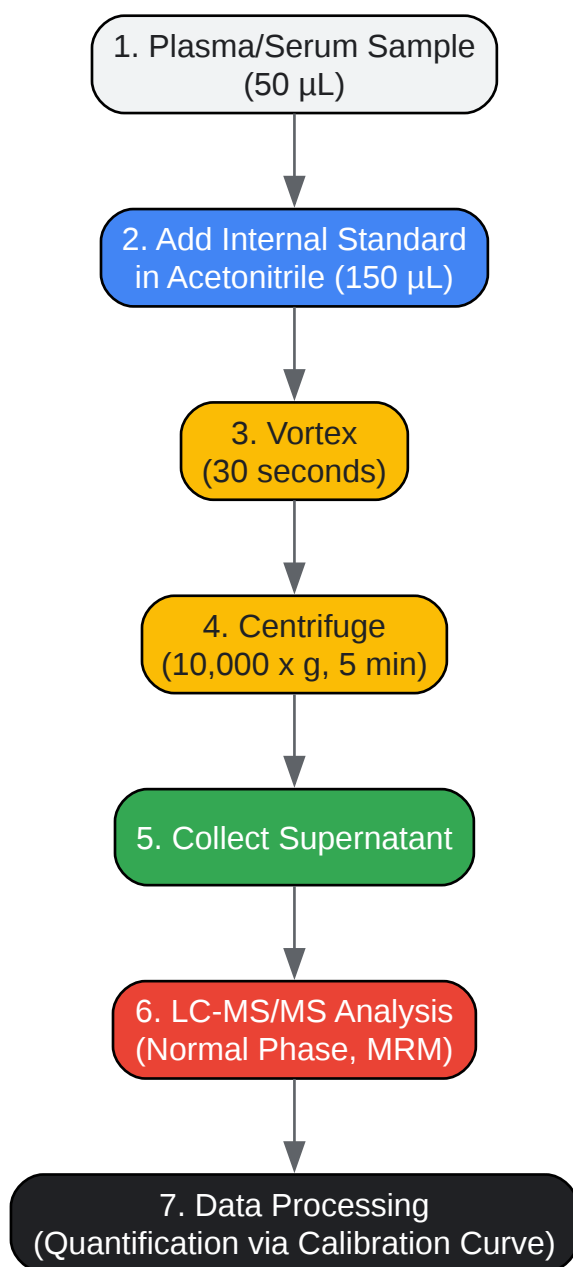 1. Plasma/Serum Sample
(50 µL)
2. Add Internal Standard
in Acetonitrile (150 µL)
3. Vortex
(30 seconds)
4. Centrifuge
(10,000 x g, 5 min)
5. Collect Supernatant
6. LC-MS/MS Analysis
(Normal Phase, MRM)
7. Data Processing
(Quantification via Calibration Curve)